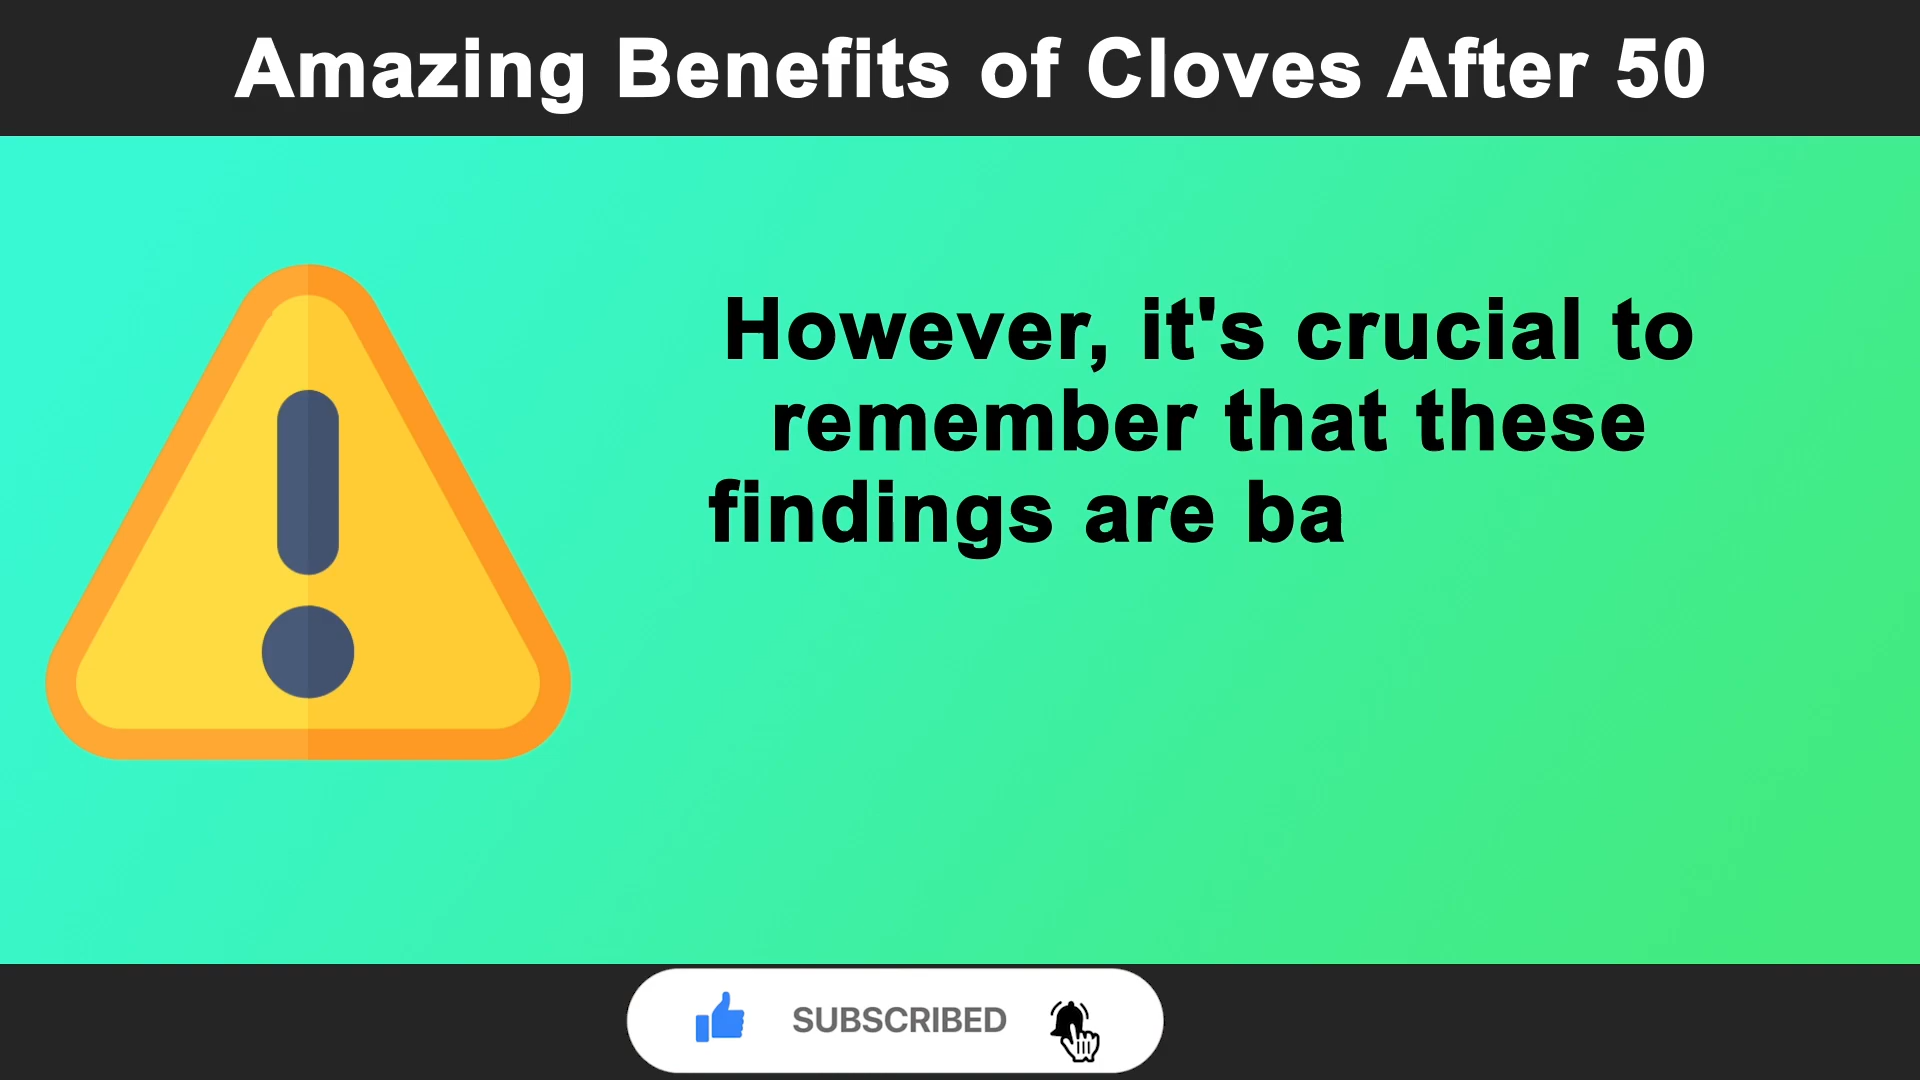 Amazing Benefits of Cloves After 50
However, it's crucial to
remember that these
findings are ba
SUBSCRIBED